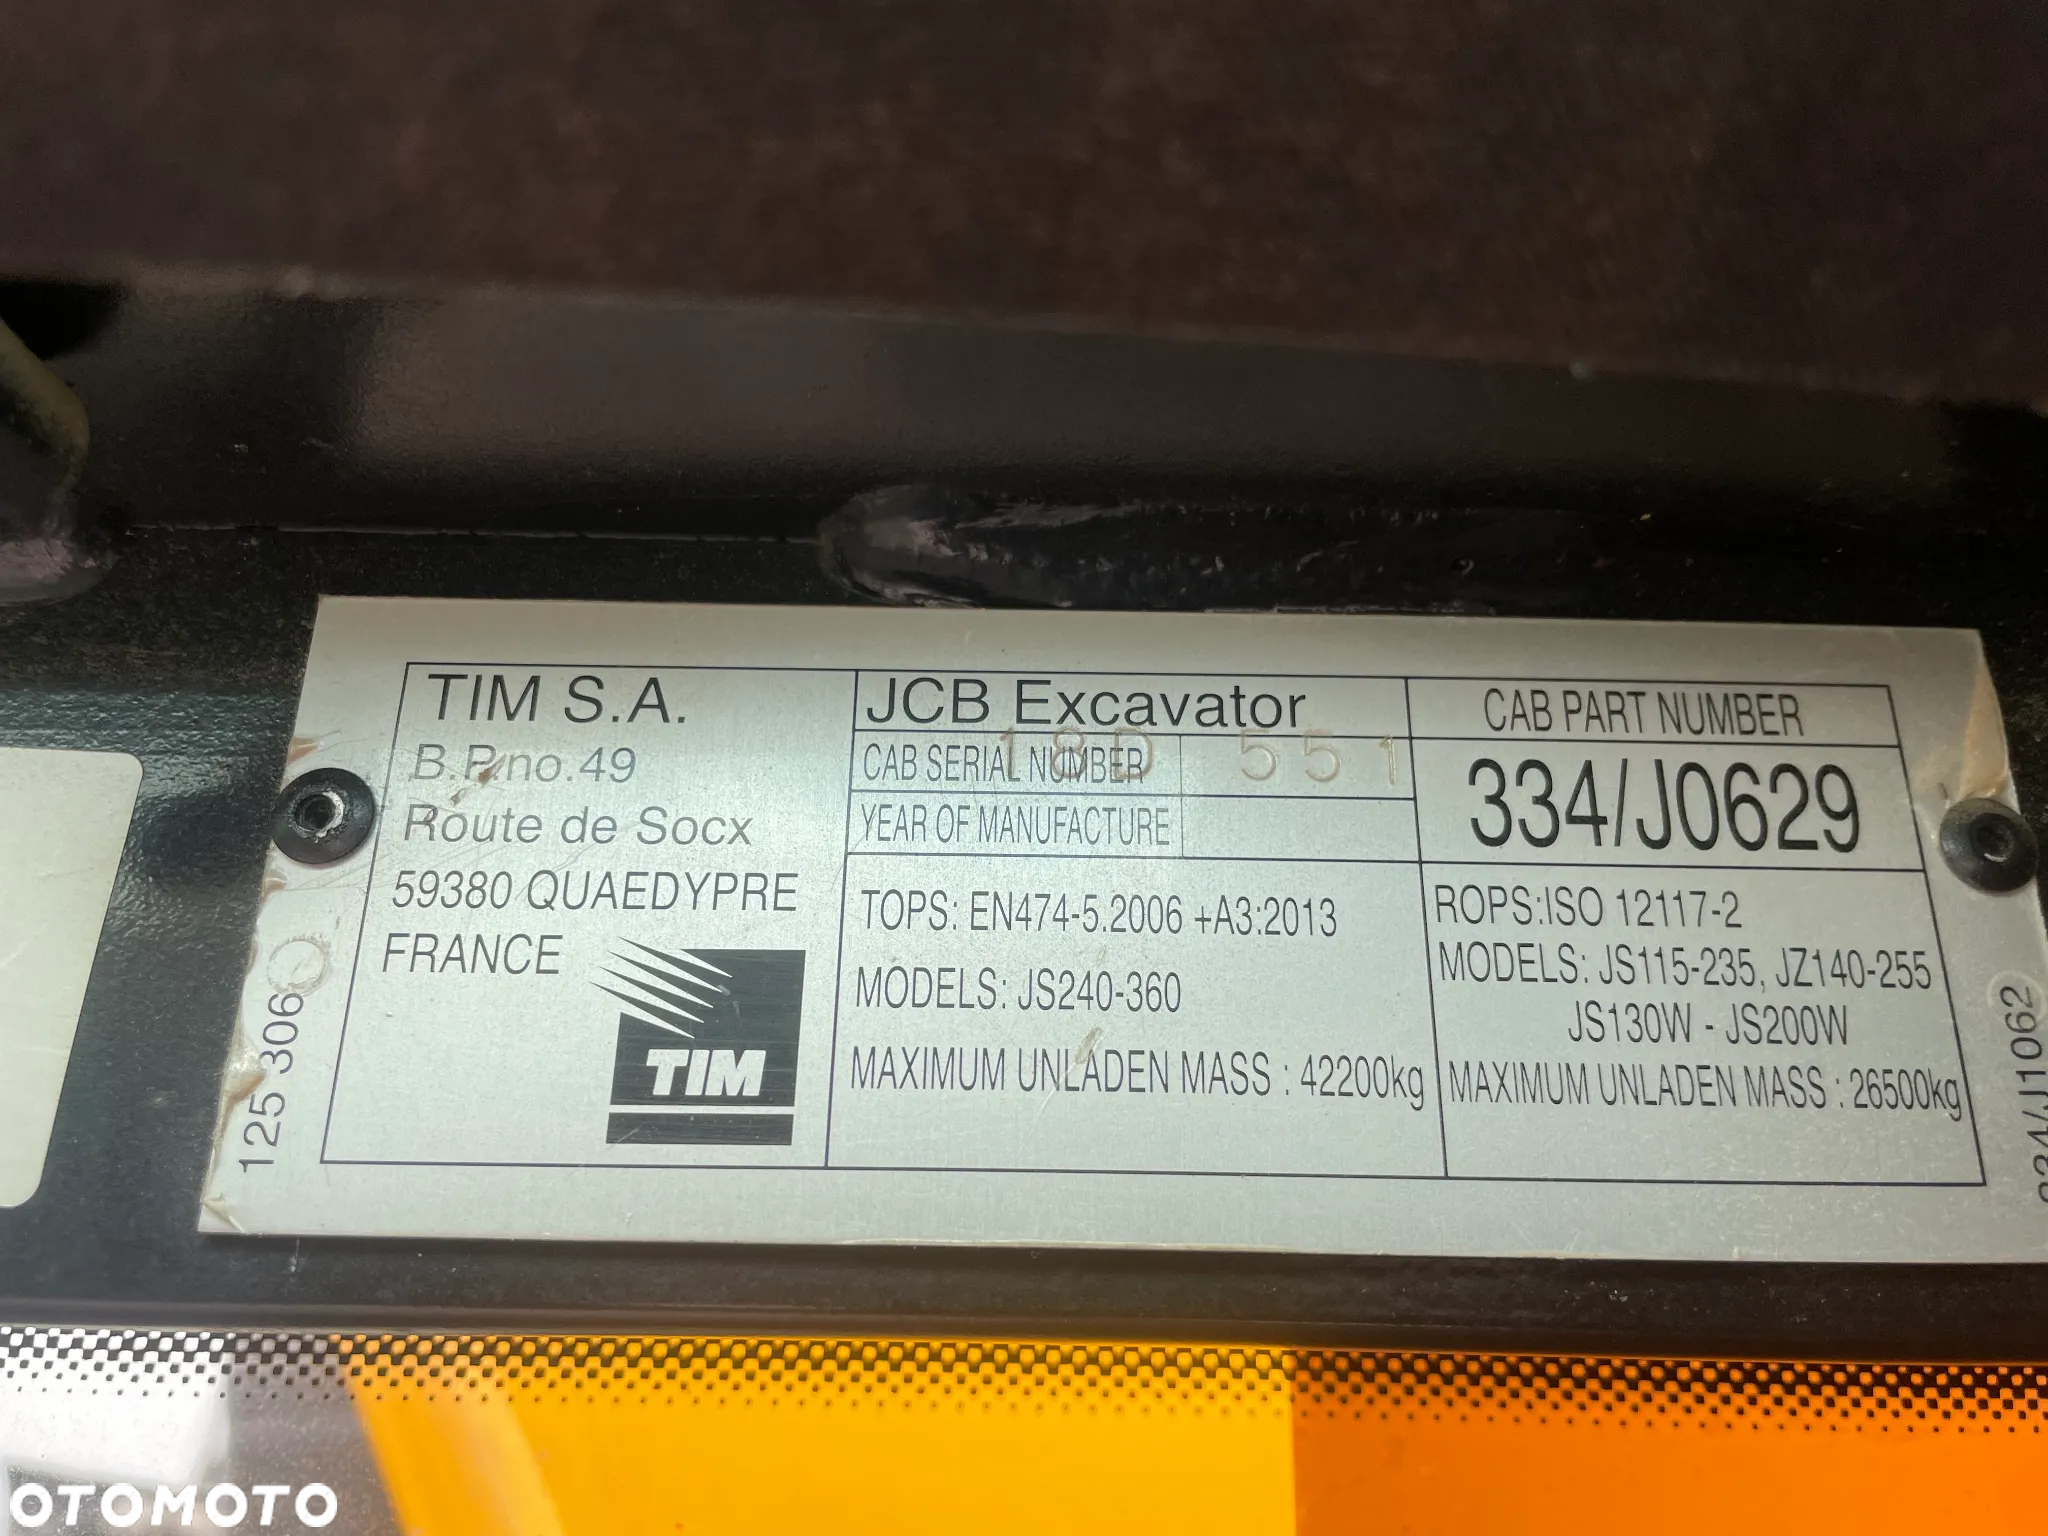 TIM S.A.
B.P.no.49
Route de Socx
59380 QUAEDYPRE
FRANCE
TIM
125 306
JCB Excavator
CAB SERIAL NUMBER 18D 551
YEAR OF MANUFACTURE
TOPS: EN474-5.2006 +A3:2013
MODELS: JS240-360
MAXIMUM UNLADEN MASS : 42200kg
CAB PART NUMBER
334/J0629
ROPS:ISO 12117-2
MODELS: JS115-235, JZ140-255
JS130W - JS200W
MAXIMUM UNLADEN MASS : 26500kg
334/J1062
OTOMOTO